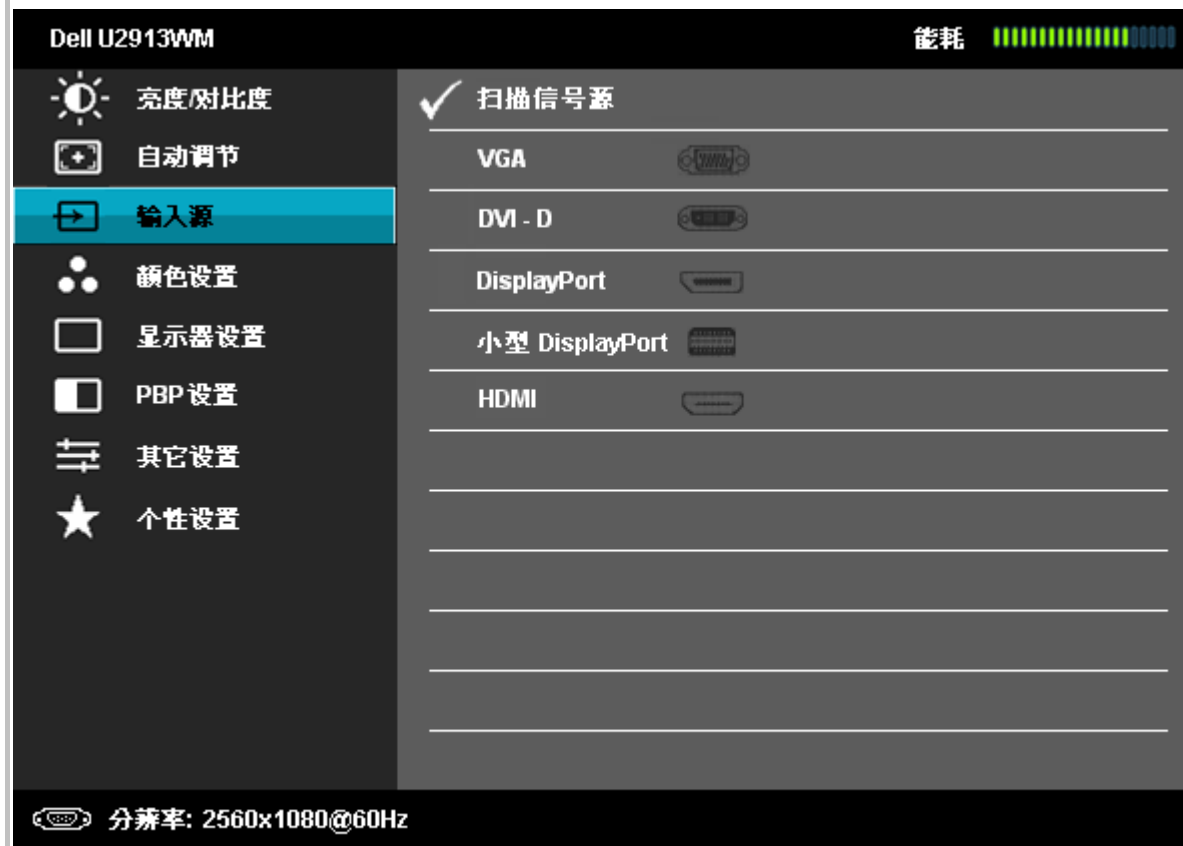 Dell U2913WM 能耗
亮度/对比度
自动调节
输入源
颜色设置
显示器设置
PBP 设置
其它设置
个性设置
扫描信号源
VGA
DVI - D
DisplayPort
小型 DisplayPort
HDMI
分辨率: 2560x1080@60Hz